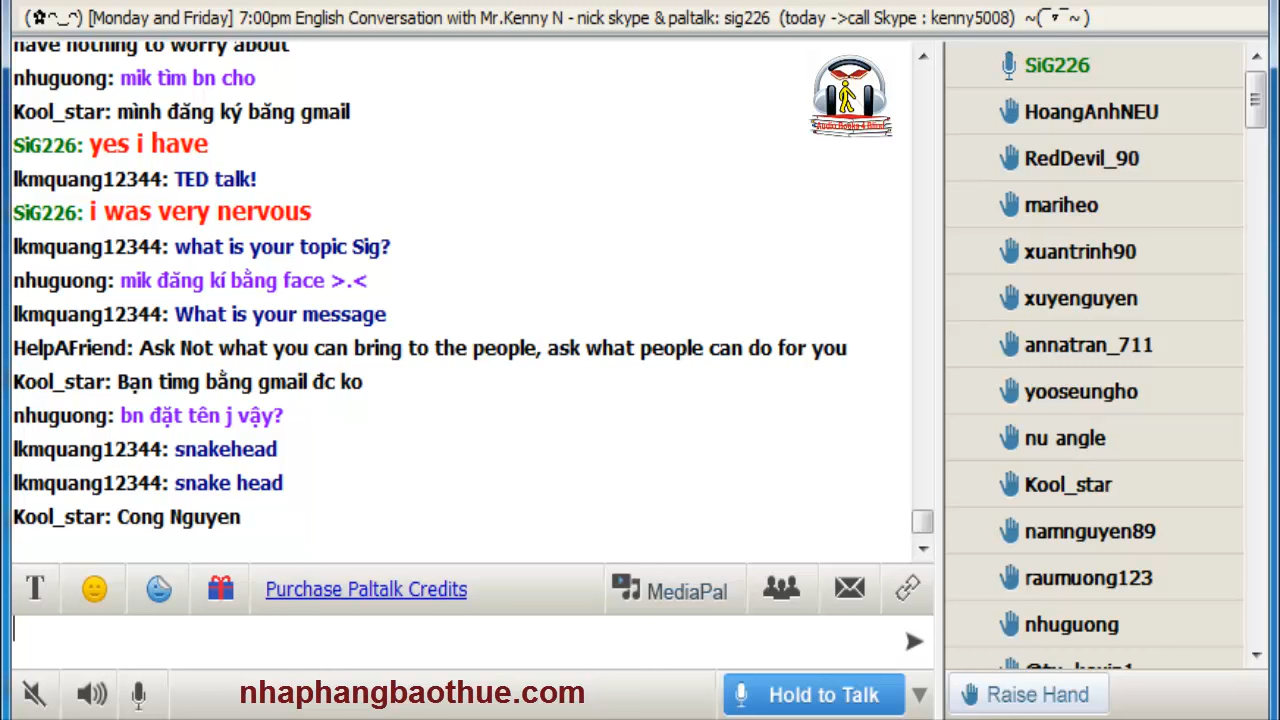 (✿◠‿◠) [Monday and Friday] 7:00pm English Conversation with Mr.Kenny N - nick skype & paltalk: sig226 (today ->call Skype : kenny5008) ~(‾▿‾~)
have nothing to worry about
nhuguong: mik tìm bn cho
Kool_star: mình đăng ký băng gmail
SiG226: yes i have
lkmquang12344: TED talk!
SiG226: i was very nervous
lkmquang12344: what is your topic Sig?
nhuguong: mik đăng kí bằng face >.<
lkmquang12344: What is your message
HelpAFriend: Ask Not what you can bring to the people, ask what people can do for you
Kool_star: Bạn timg bằng gmail đc ko
nhuguong: bn đặt tên j vậy?
lkmquang12344: snakehead
lkmquang12344: snake head
Kool_star: Cong Nguyen
T
Purchase Paltalk Credits
MediaPal
nhaphangbaothue.com
Hold to Talk
SiG226
HoangAnhNEU
RedDevil_90
mariheo
xuantrinh90
xuyenguyen
annatran_711
yooseungho
nu angle
Kool_star
namnguyen89
raumuong123
nhuguong
Raise Hand